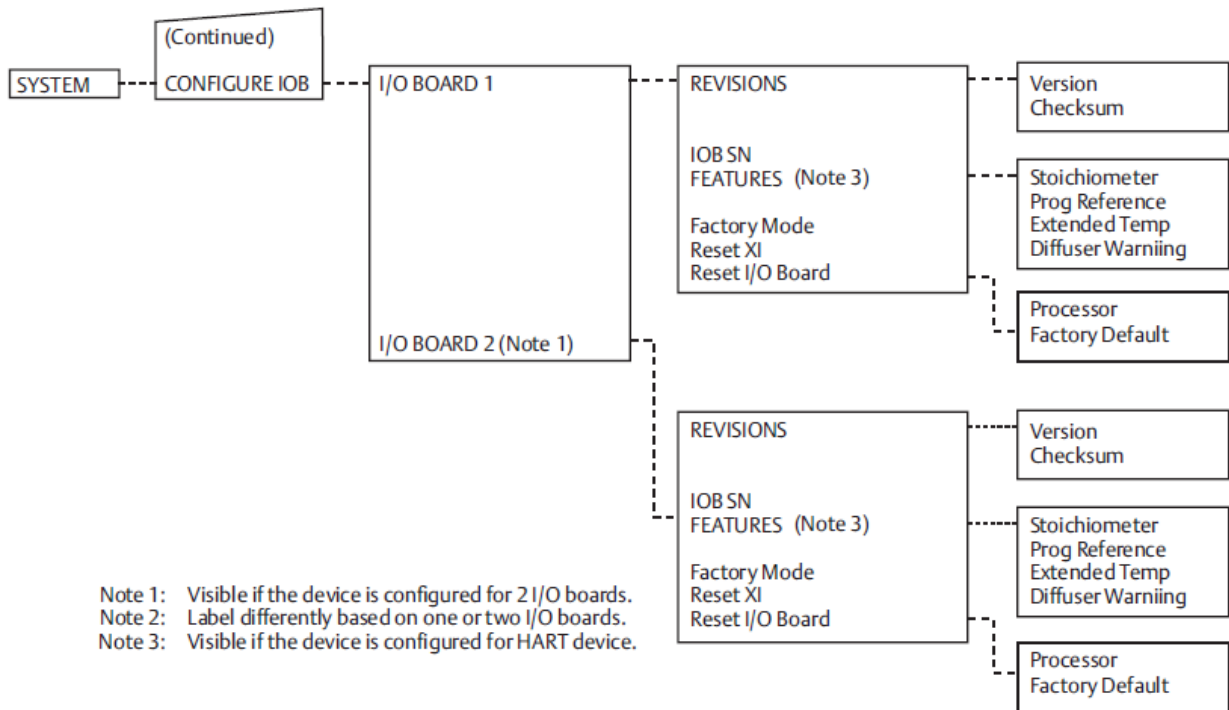 (Continued)
SYSTEM
CONFIGURE IOB
I/O BOARD 1
I/O BOARD 2 (Note 1)
REVISIONS
IOB SN
FEATURES (Note 3)
Factory Mode
Reset XI
Reset I/O Board
Version
Checksum
Stoichiometer
Prog Reference
Extended Temp
Diffuser Warniing
Processor
Factory Default
REVISIONS
IOB SN
FEATURES (Note 3)
Factory Mode
Reset XI
Reset I/O Board
Version
Checksum
Stoichiometer
Prog Reference
Extended Temp
Diffuser Warniing
Processor
Factory Default
Note 1: Visible if the device is configured for 2 I/O boards.
Note 2: Label differently based on one or two I/O boards.
Note 3: Visible if the device is configured for HART device.